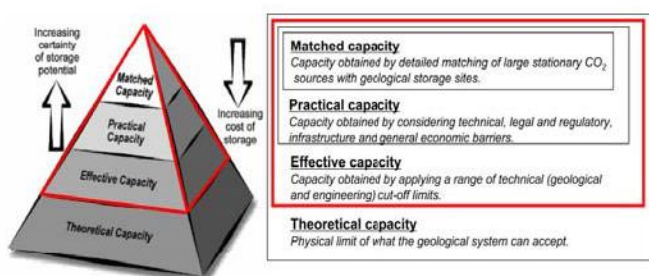 Increasing
certainty
of storage
potential
Matched
Capacity
Practical
Capacity
Effective Capacity
Theoretical Capacity
Increasing
cost of
storage
Matched capacity
Capacity obtained by detailed matching of large stationary CO2
sources with geological storage sites.
Practical capacity
Capacity obtained by considering technical, legal and regulatory,
infrastructure and general economic barriers.
Effective capacity
Capacity obtained by applying a range of technical (geological
and engineering) cut-off limits.
Theoretical capacity
Physical limit of what the geological system can accept.